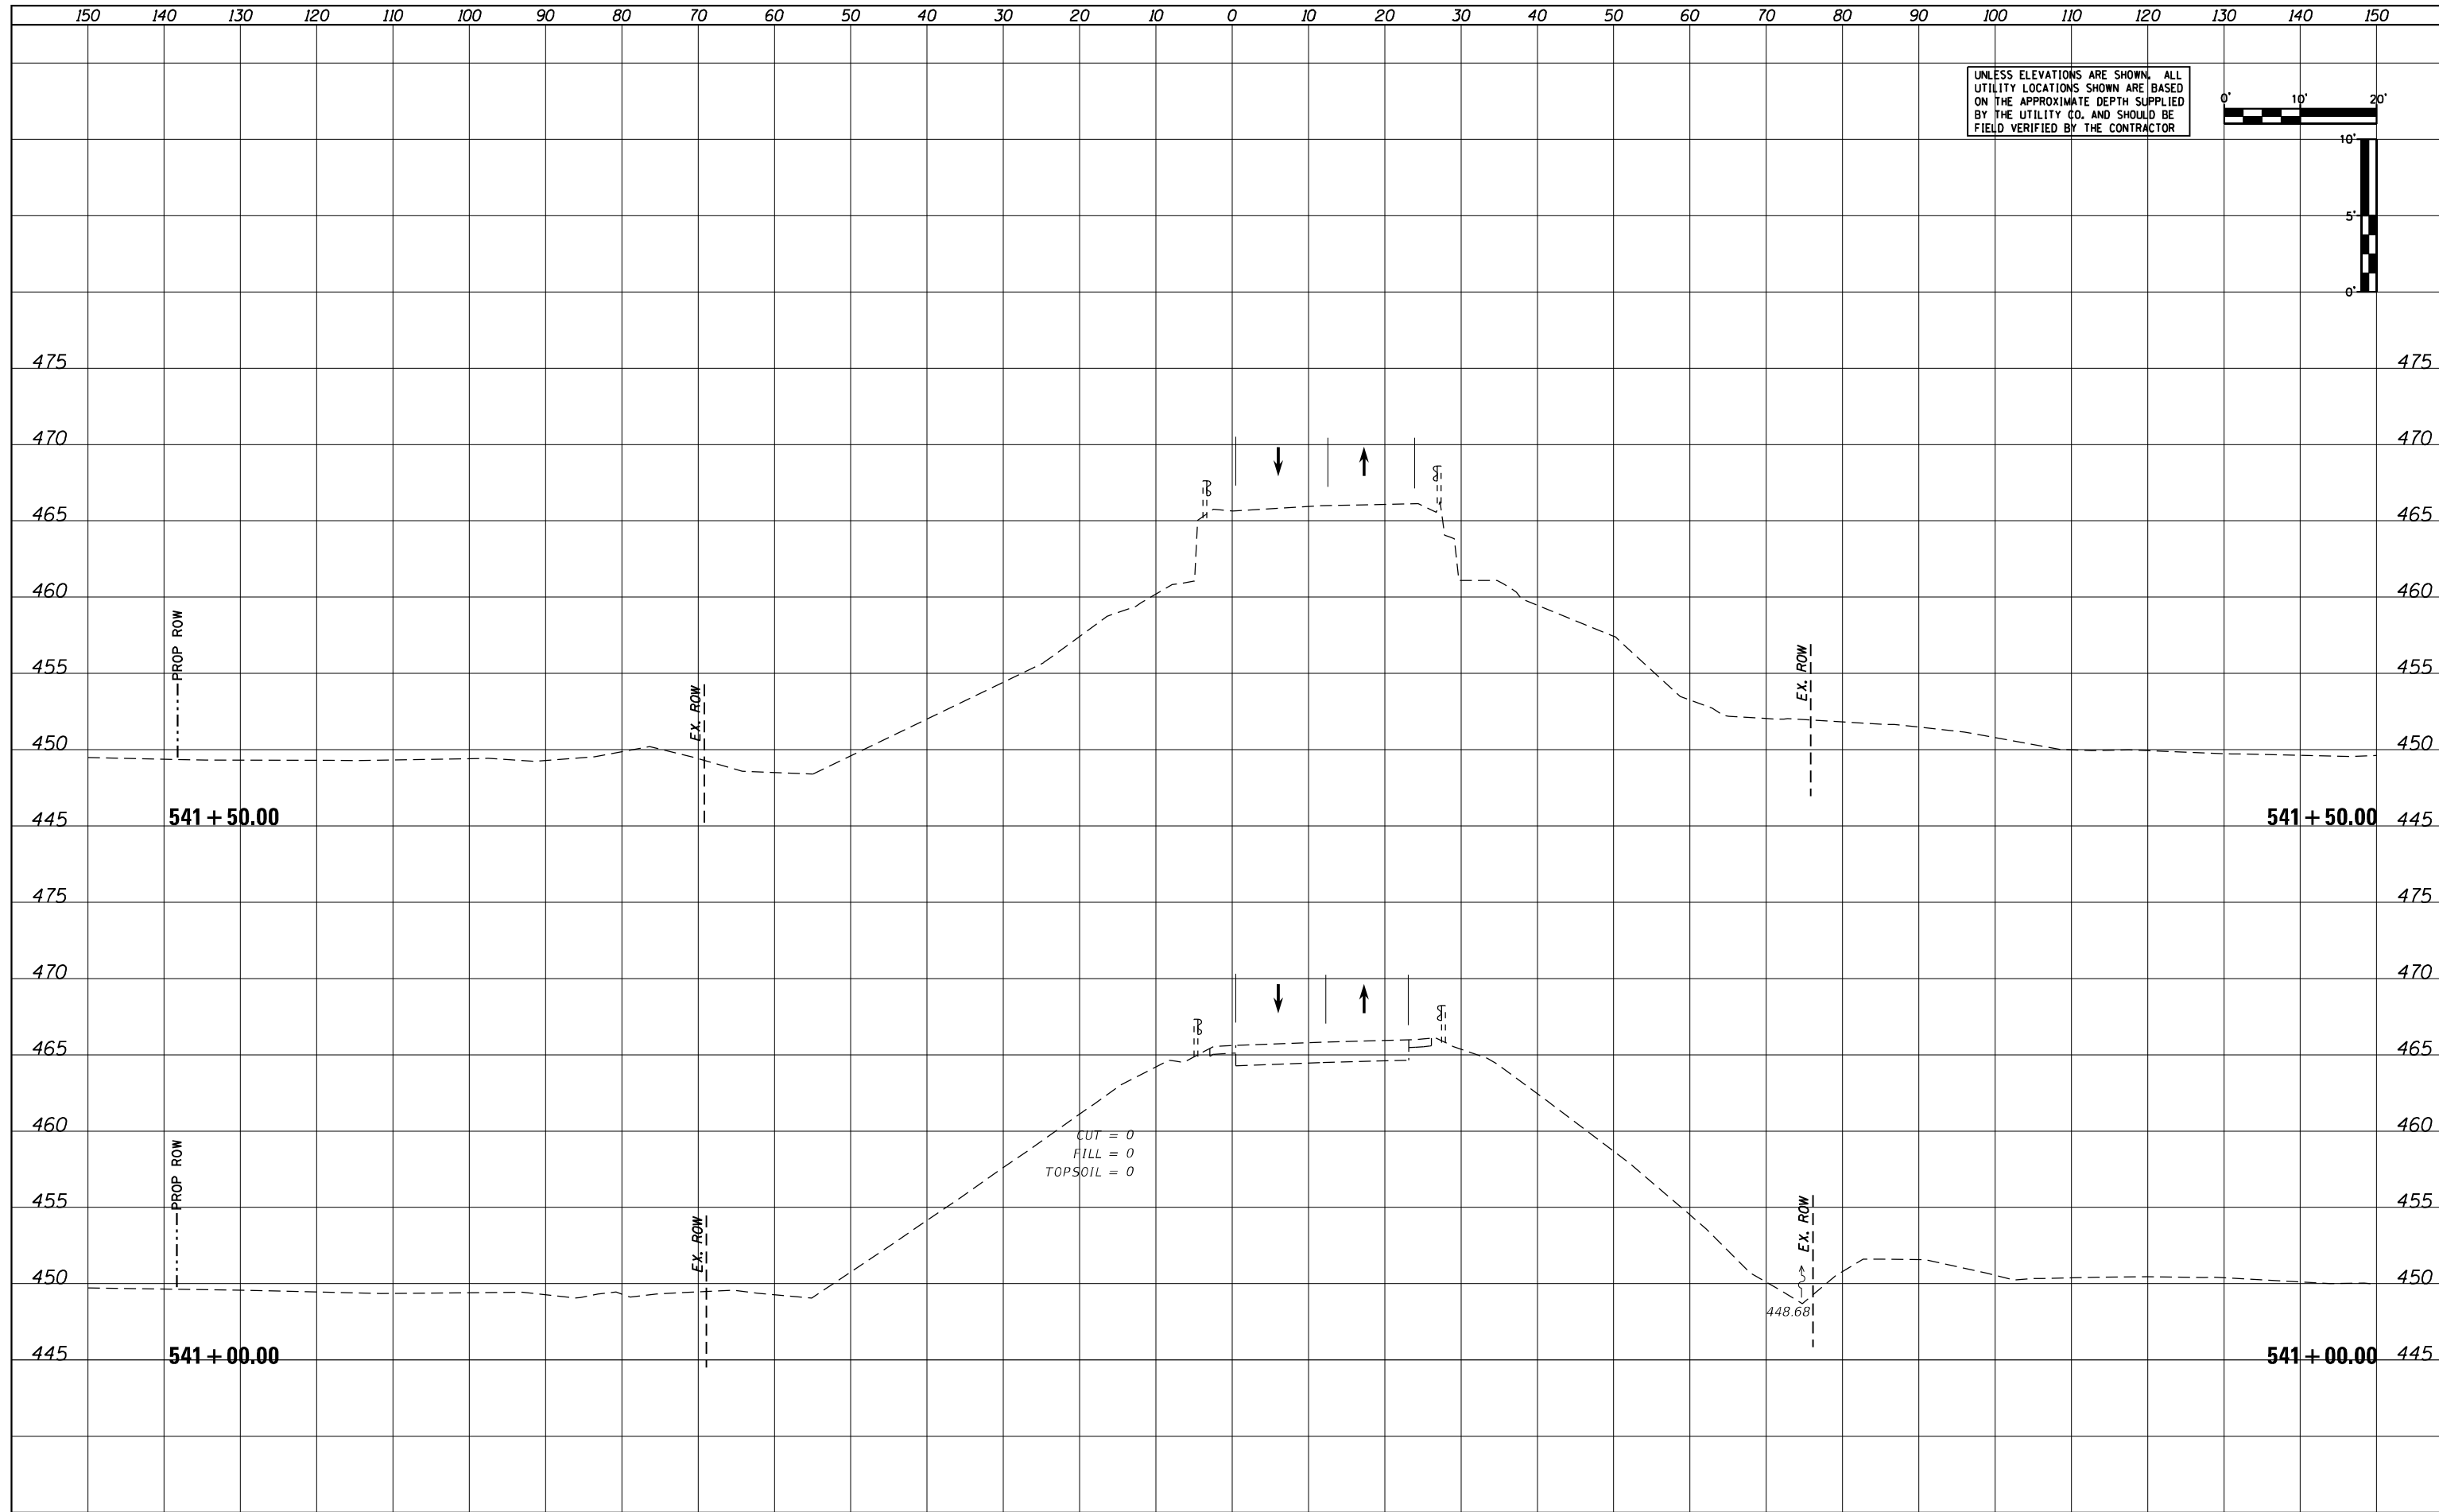 150 140 130 120 110 100 90 80 70 60 50 40 30 20 10 0 10 20 30 40 50 60 70 80 90 100 110 120 130 140 150
UNLESS ELEVATIONS ARE SHOWN, ALL
UTILITY LOCATIONS SHOWN ARE BASED
ON THE APPROXIMATE DEPTH SUPPLIED
BY THE UTILITY CO. AND SHOULD BE
FIELD VERIFIED BY THE CONTRACTOR
0' 10' 20'
10'
5'
0'
475 475
470 470
465 465
460 460
PROP ROW
EX. ROW
455 455
EX. ROW
450 450
541+50.00 541+50.00
445 445
475 475
470 470
465 465
460 460
CUT = 0
FILL = 0
TOPSOIL = 0
PROP ROW
455 455
EX. ROW
EX. ROW
450 450
448.68
541+00.00 541+00.00
445 445